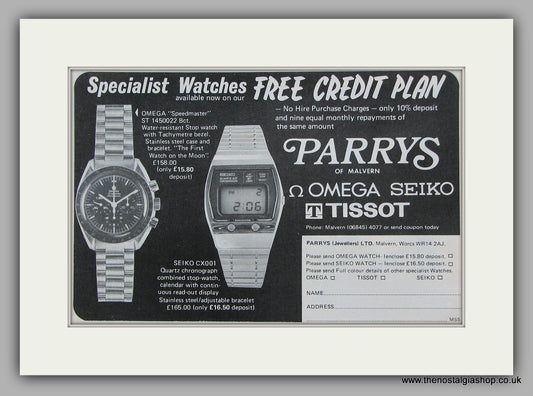 Specialist Watches FREE CREDIT PLAN
available now on our
OMEGA "Speedmaster"
ST 1450022 Bct.
Water-resistant Stop watch
with Tachymetre bezel.
Stainless steel case and
bracelet. "The First
Watch on the Moon".
£158.00
(only £15.80
deposit)
SEIKO CX001
Quartz chronograph
combined stop-watch,
calendar with contin-
uous read-out display
Stainless steel/adjustable bracelet
£165.00 (only £16.50 deposit)
— No Hire Purchase Charges — only 10% deposit
and nine equal monthly repayments of
the same amount
PARRYS
OF MALVERN
Ω OMEGA SEIKO
T TISSOT
Phone: Malvern (06845) 4077 or send coupon today
PARRYS (Jewellers) LTD. Malvern, Worcs WR14 2AJ.
Please send OMEGA WATCH- Ienclose £15.80 deposit.
Please send SEIKO WATCH — Ienclose £16.50 deposit.
Please send Full colour details of other specialist Watches.
OMEGA TISSOT SEIKO
NAME
ADDRESS
MS/5
www.thenostalgiashop.co.uk